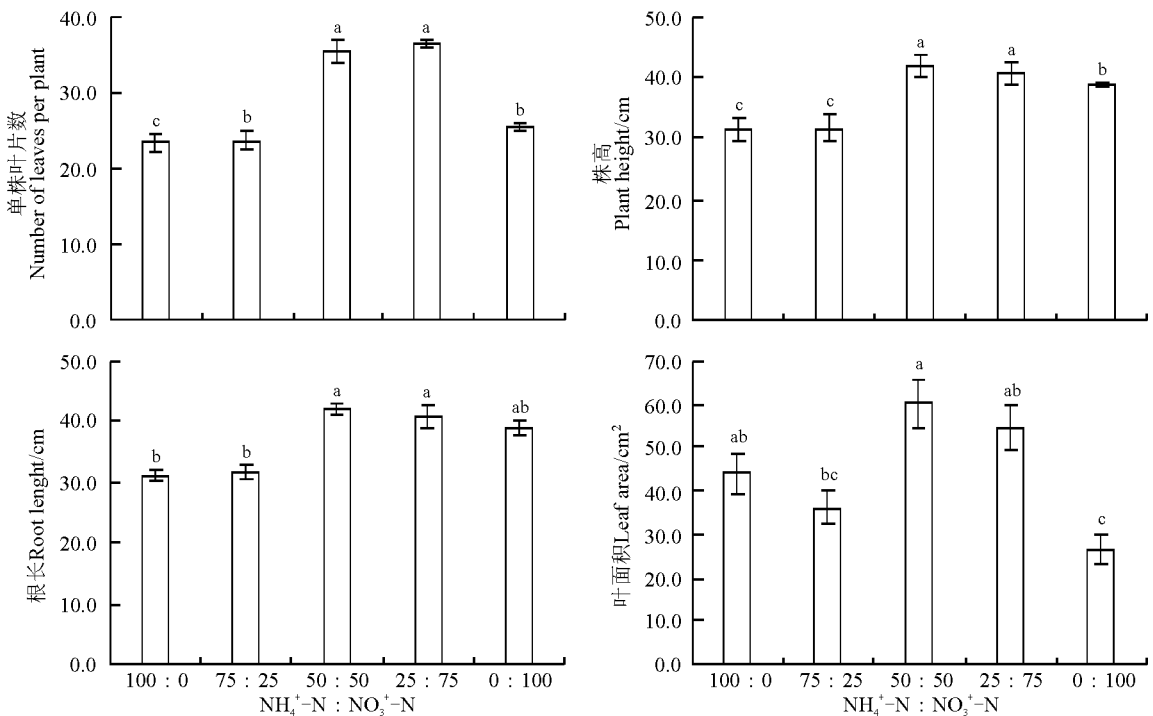 单株叶片数
Number of leaves per plant
40.0
30.0
20.0
10.0
0.0
c
b
a
a
b
株高
Plant height/cm
50.0
40.0
30.0
20.0
10.0
0.0
c
c
a
a
b
根长Root lenght/cm
50.0
40.0
30.0
20.0
10.0
0.0
b
b
a
a
ab
100 : 0
75 : 25
50 : 50
25 : 75
0 : 100
NH₄⁺-N : NO₃⁺-N
叶面积Leaf area/cm²
70.0
60.0
50.0
40.0
30.0
20.0
10.0
0.0
ab
bc
a
ab
c
100 : 0
75 : 25
50 : 50
25 : 75
0 : 100
NH₄⁺-N : NO₃⁺-N